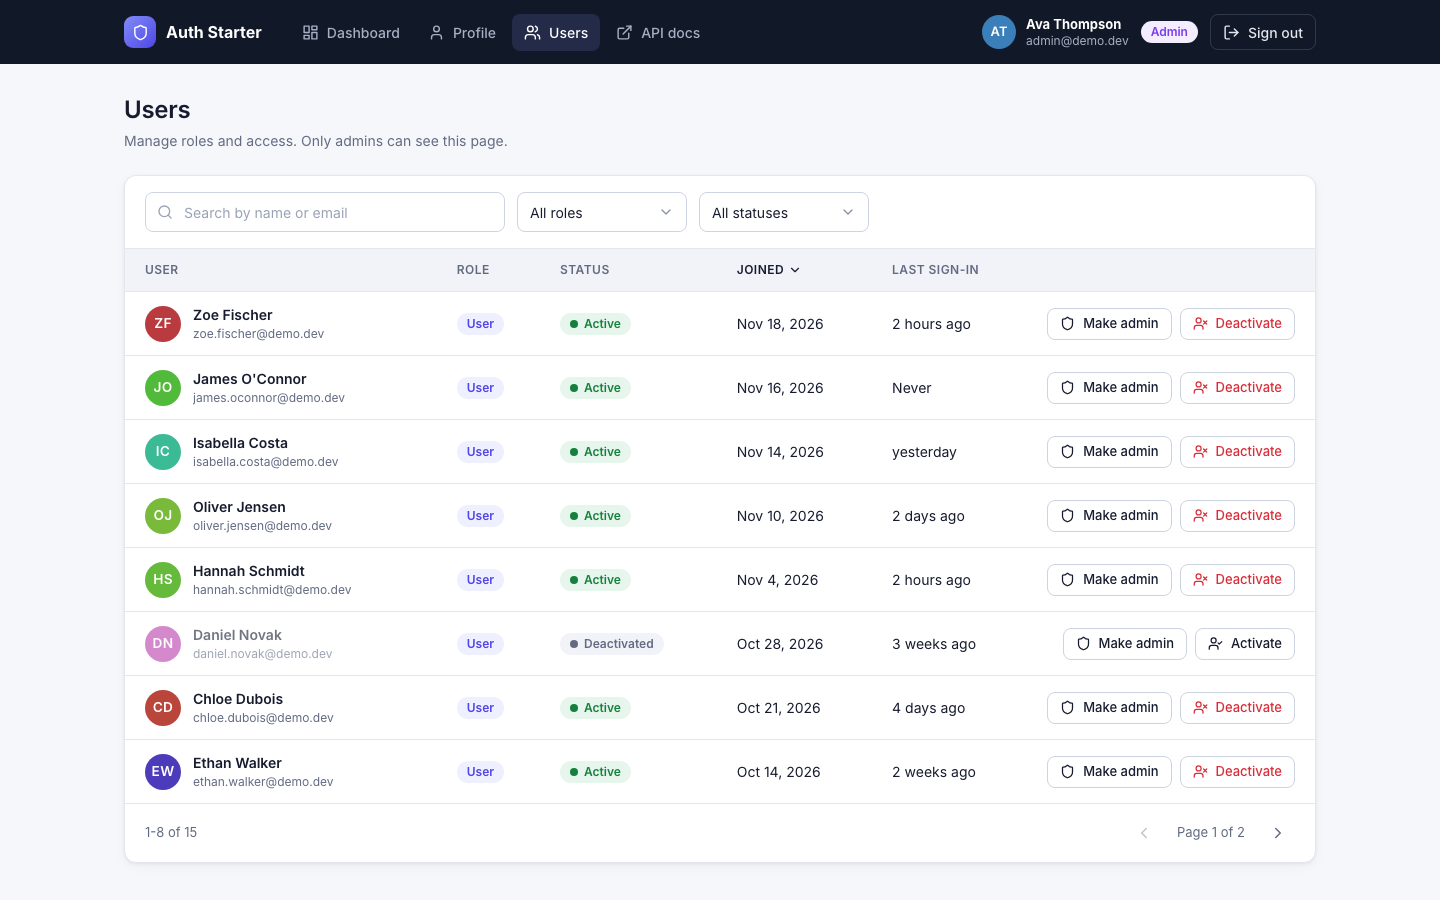 Auth Starter
Dashboard
Profile
Users
API docs
AT
Ava Thompson
admin@demo.dev
Admin
Sign out
Users
Manage roles and access. Only admins can see this page.
Search by name or email
All roles
All statuses
USER ROLE STATUS JOINED LAST SIGN-IN
ZF Zoe Fischer User Active Nov 18, 2026 2 hours ago Make admin Deactivate
zoe.fischer@demo.dev
JO James O'Connor User Active Nov 16, 2026 Never Make admin Deactivate
james.oconnor@demo.dev
IC Isabella Costa User Active Nov 14, 2026 yesterday Make admin Deactivate
isabella.costa@demo.dev
OJ Oliver Jensen User Active Nov 10, 2026 2 days ago Make admin Deactivate
oliver.jensen@demo.dev
HS Hannah Schmidt User Active Nov 4, 2026 2 hours ago Make admin Deactivate
hannah.schmidt@demo.dev
DN Daniel Novak User Deactivated Oct 28, 2026 3 weeks ago Make admin Activate
daniel.novak@demo.dev
CD Chloe Dubois User Active Oct 21, 2026 4 days ago Make admin Deactivate
chloe.dubois@demo.dev
EW Ethan Walker User Active Oct 14, 2026 2 weeks ago Make admin Deactivate
ethan.walker@demo.dev
1-8 of 15
Page 1 of 2